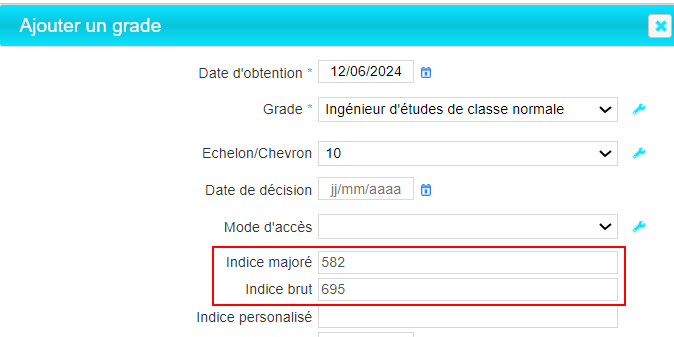 Ajouter un grade
Date d'obtention * 12/06/2024
Grade * Ingénieur d'études de classe normale
Echelon/Chevron 10
Date de décision jj/mm/aaaa
Mode d'accès
Indice majoré 582
Indice brut 695
Indice personalisé